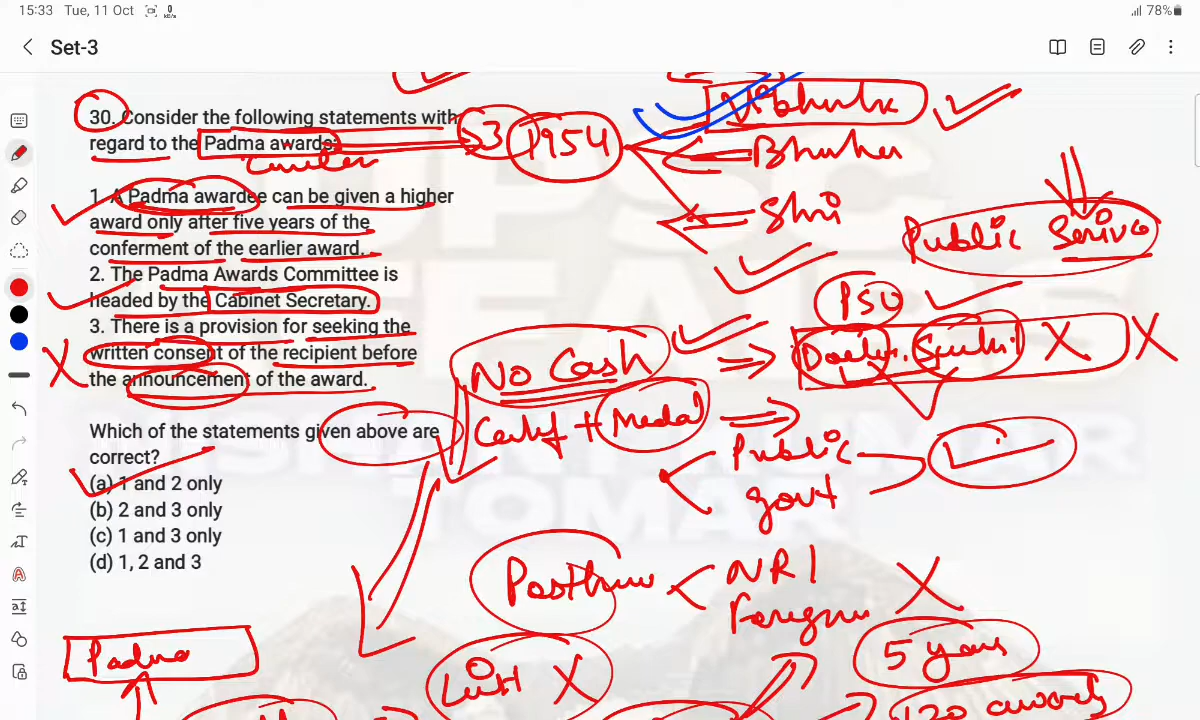 15:33 Tue, 11 Oct
78%
Set-3
30. Consider the following statements with
regard to the Padma awards:
1. A Padma awardee can be given a higher
award only after five years of the
conferment of the earlier award.
2. The Padma Awards Committee is
headed by the Cabinet Secretary.
3. There is a provision for seeking the
written consent of the recipient before
the announcement of the award.
Which of the statements given above are
correct?
(a) 1 and 2 only
(b) 2 and 3 only
(c) 1 and 3 only
(d) 1, 2 and 3
1954
Shri
Public
PSU
No Cash
+ Medal
Public
govt
NRI
Padma
5 years
120 awards